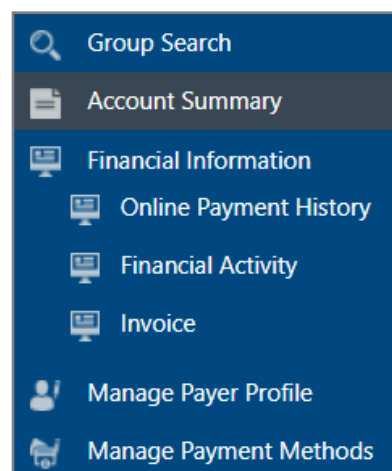 Group Search
Account Summary
Financial Information
Online Payment History
Financial Activity
Invoice
Manage Payer Profile
Manage Payment Methods